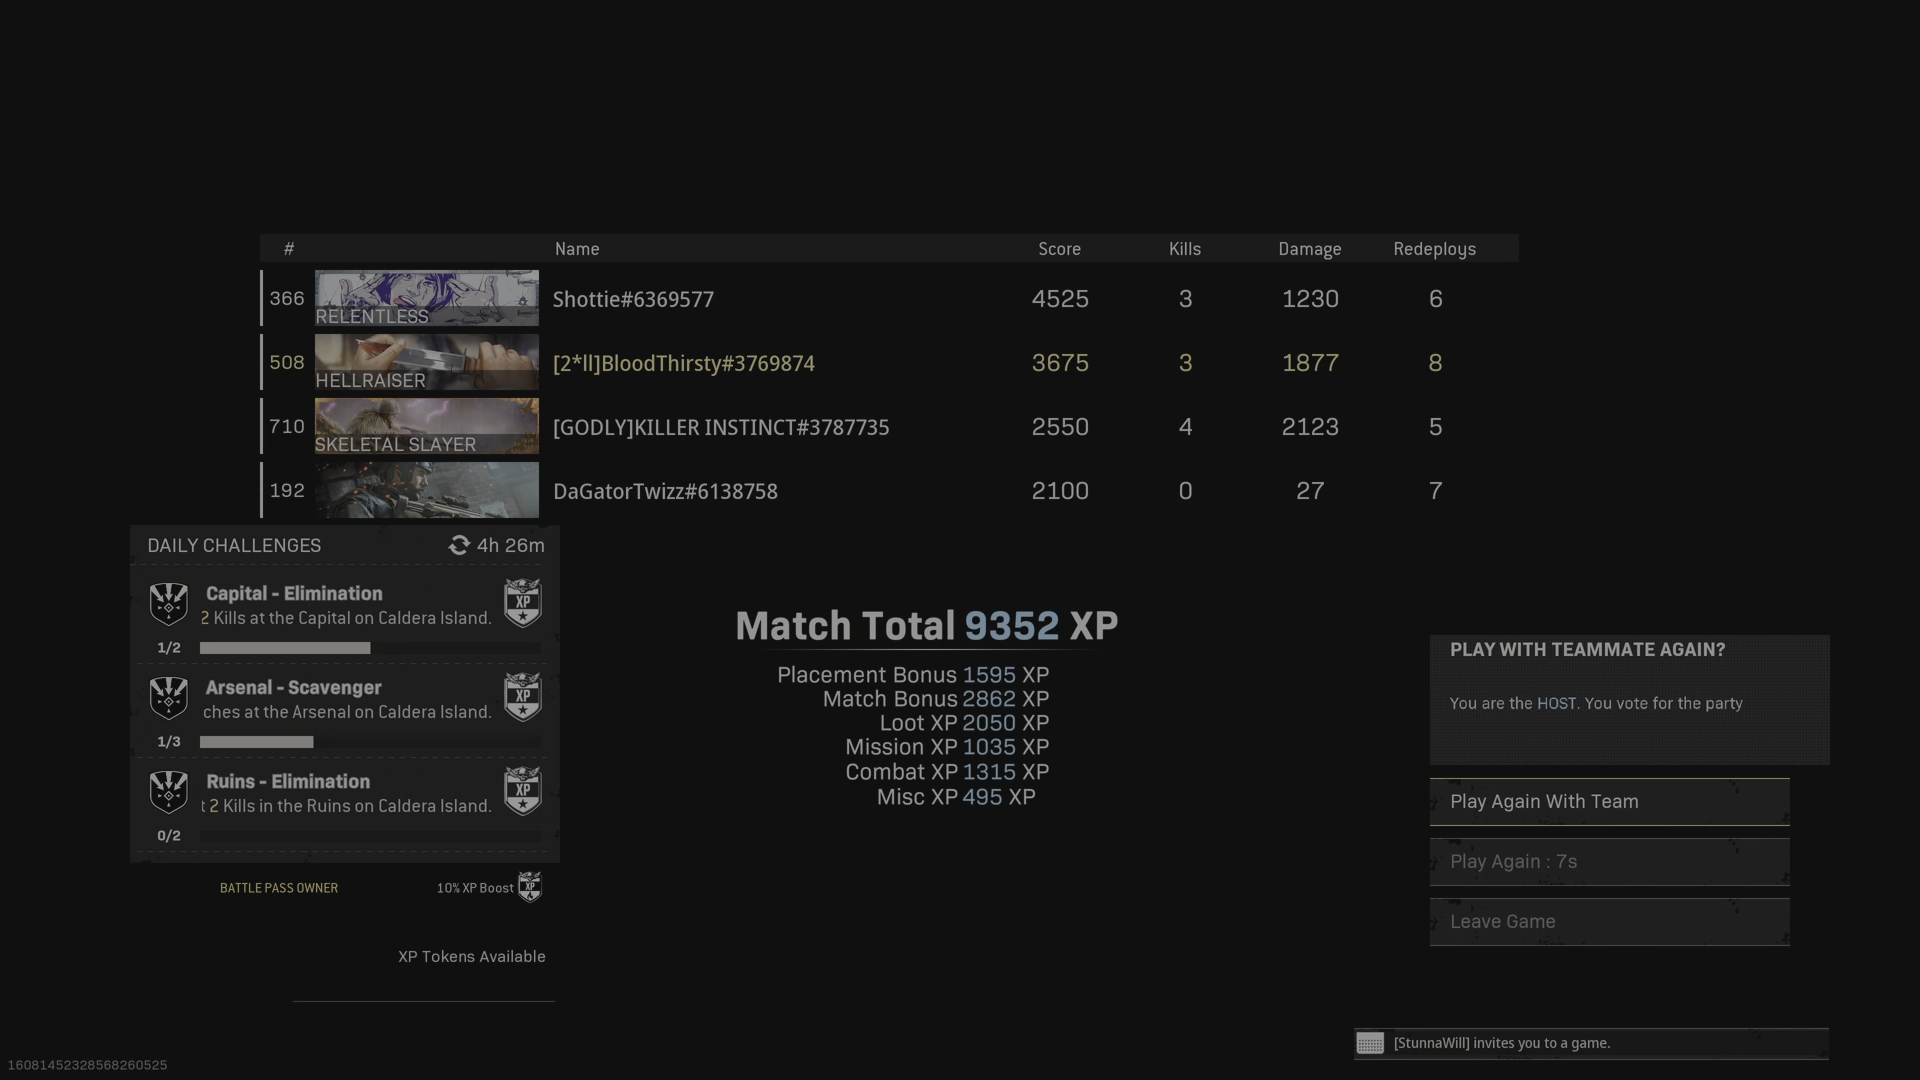 # Name Score Kills Damage Redeploys
366 RELENTLESS Shottie#6369577 4525 3 1230 6
508 HELLRAISER [2*ll]BloodThirsty#3769874 3675 3 1877 8
710 SKELETAL SLAYER [GODLY]KILLER INSTINCT#3787735 2550 4 2123 5
192 DaGatorTwizz#6138758 2100 0 27 7
DAILY CHALLENGES 4h 26m
Capital - Elimination
2 Kills at the Capital on Caldera Island.
XP
1/2
Arsenal - Scavenger
ches at the Arsenal on Caldera Island.
XP
1/3
Ruins - Elimination
t 2 Kills in the Ruins on Caldera Island.
XP
0/2
BATTLE PASS OWNER 10% XP Boost XP
XP Tokens Available
Match Total 9352 XP
Placement Bonus 1595 XP
Match Bonus 2862 XP
Loot XP 2050 XP
Mission XP 1035 XP
Combat XP 1315 XP
Misc XP 495 XP
PLAY WITH TEAMMATE AGAIN?
You are the HOST. You vote for the party
Play Again With Team
Play Again : 7s
Leave Game
[StunnaWill] invites you to a game.
16081452328568260525